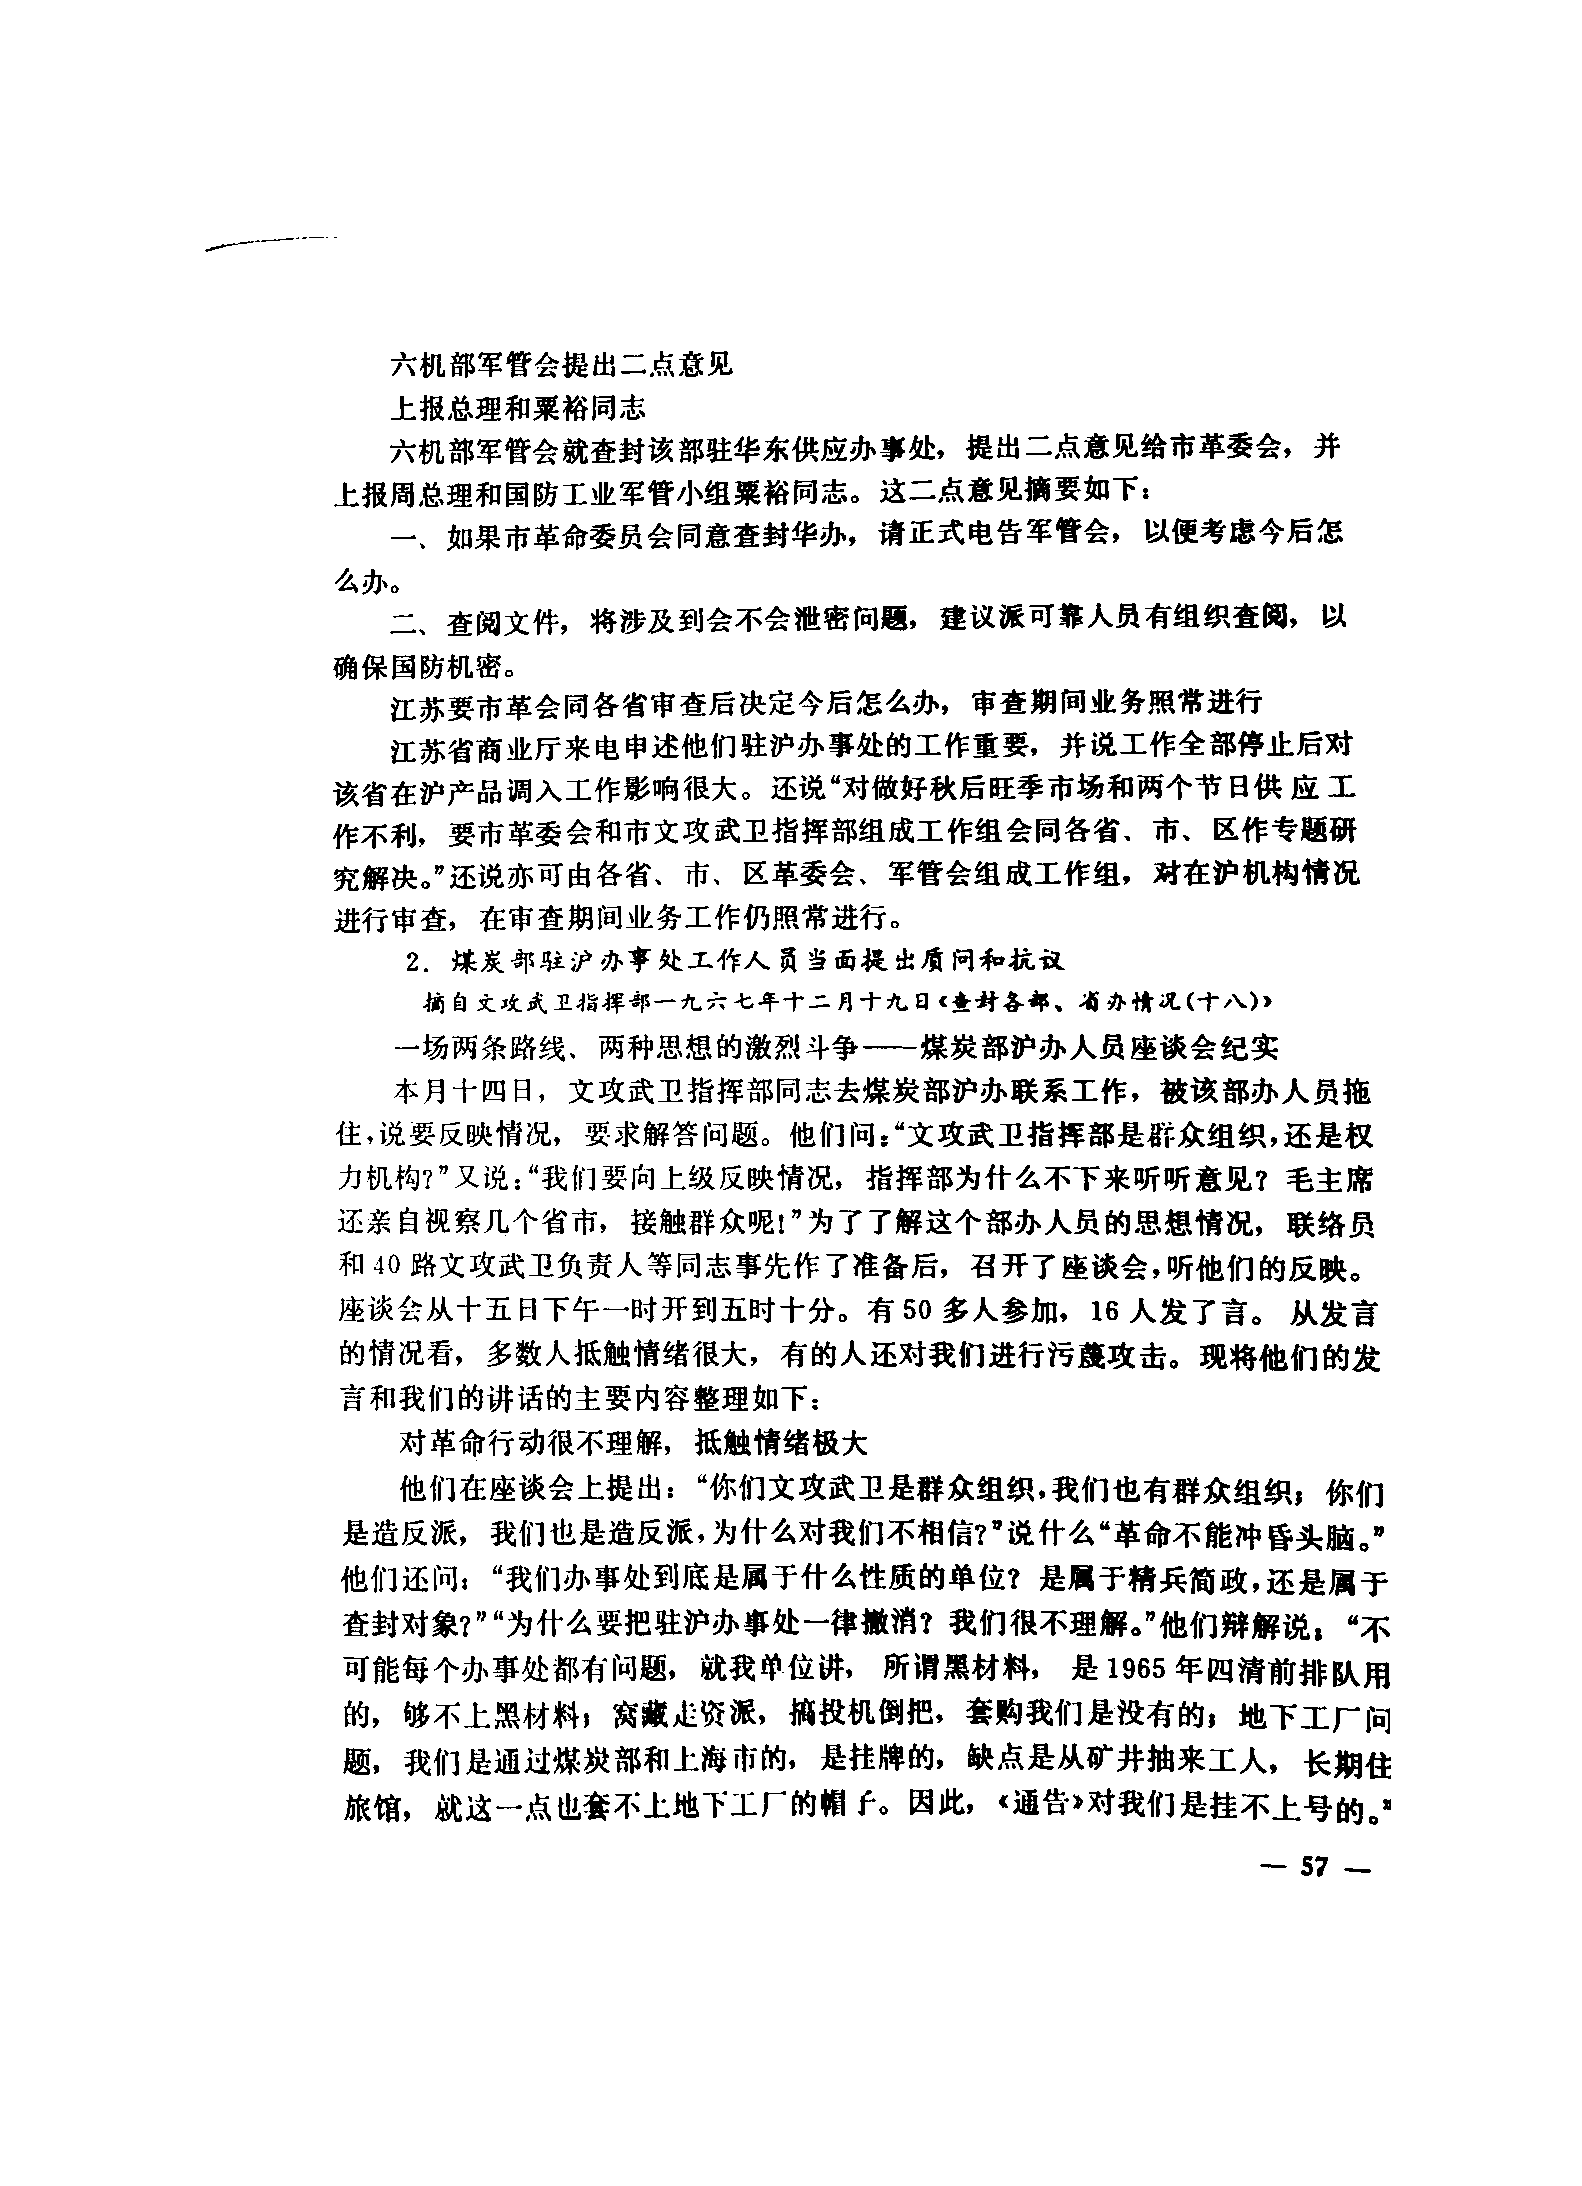 六机部军管会提出二点意见
上报总理和粟裕同志
六机部军管会就查封该部驻华东供应办事处，提出二点意见给市革委会，并
上报周总理和国防工业军管小组粟裕同志。这二点意见摘要如下：
一、如果市革命委员会同意查封华办，请正式电告军管会，以便考虑今后怎
么办。
二、查阅文件，将涉及到会不会泄密问题，建议派可靠人员有组织查阅，以
确保国防机密。
江苏要市革会同各省审查后决定今后怎么办，审查期间业务照常进行
江苏省商业厅来电申述他们驻沪办事处的工作重要，并说工作全部停止后对
该省在沪产品调入工作影响很大。还说“对做好秋后旺季市场和两个节日供应工
作不利，要市革委会和市文攻武卫指挥部组成工作组会同各省、市、区作专题研
究解决。”还说亦可由各省、市、区革委会、军管会组成工作组，对在沪机构情况
进行审查，在审查期间业务工作仍照常进行。
2．煤炭部驻沪办事处工作人员当面提出质问和抗议
摘自文攻武卫指挥部一九六七年十二月十九日《查封各部、省办情况（十八）》
一场两条路线、两种思想的激烈斗争——煤炭部沪办人员座谈会纪实
本月十四日，文攻武卫指挥部同志去煤炭部沪办联系工作，被该部办人员拖
住，说要反映情况，要求解答问题。他们问：“文攻武卫指挥部是群众组织，还是权
力机构？”又说：“我们要向上级反映情况，指挥部为什么不下来听听意见？毛主席
还亲自视察几个省市，接触群众呢！”为了了解这个部办人员的思想情况，联络员
和40路文攻武卫负责人等同志事先作了准备后，召开了座谈会，听他们的反映。
座谈会从十五日下午一时开到五时十分。有50多人参加，16人发了言。从发言
的情况看，多数人抵触情绪很大，有的人还对我们进行污蔑攻击。现将他们的发
言和我们的讲话的主要内容整理如下：
对革命行动很不理解，抵触情绪极大
他们在座谈会上提出：“你们文攻武卫是群众组织，我们也有群众组织；你们
是造反派，我们也是造反派，为什么对我们不相信？”说什么“革命不能冲昏头脑。”
他们还问：“我们办事处到底是属于什么性质的单位？是属于精兵简政，还是属于
查封对象？”“为什么要把驻沪办事处一律撤消？我们很不理解。”他们辩解说：“不
可能每个办事处都有问题，就我单位讲，所谓黑材料，是1965年四清前排队用
的，够不上黑材料；窝藏走资派，搞投机倒把，套购我们是没有的；地下工厂问
题，我们是通过煤炭部和上海市的，是挂牌的，缺点是从矿井抽来工人，长期住
旅馆，就这一点也套不上地下工厂的帽子。因此，《通告》对我们是挂不上号的。”
— 57 —